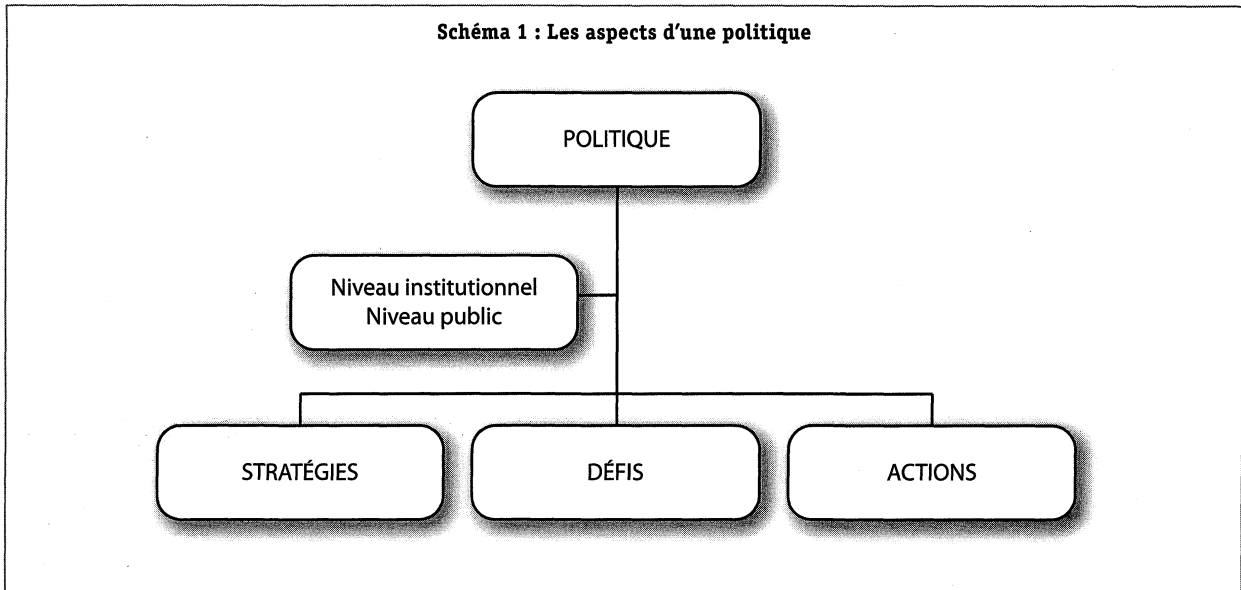 Schéma 1 : Les aspects d'une politique
POLITIQUE
Niveau institutionnel
Niveau public
STRATÉGIES
DÉFIS
ACTIONS